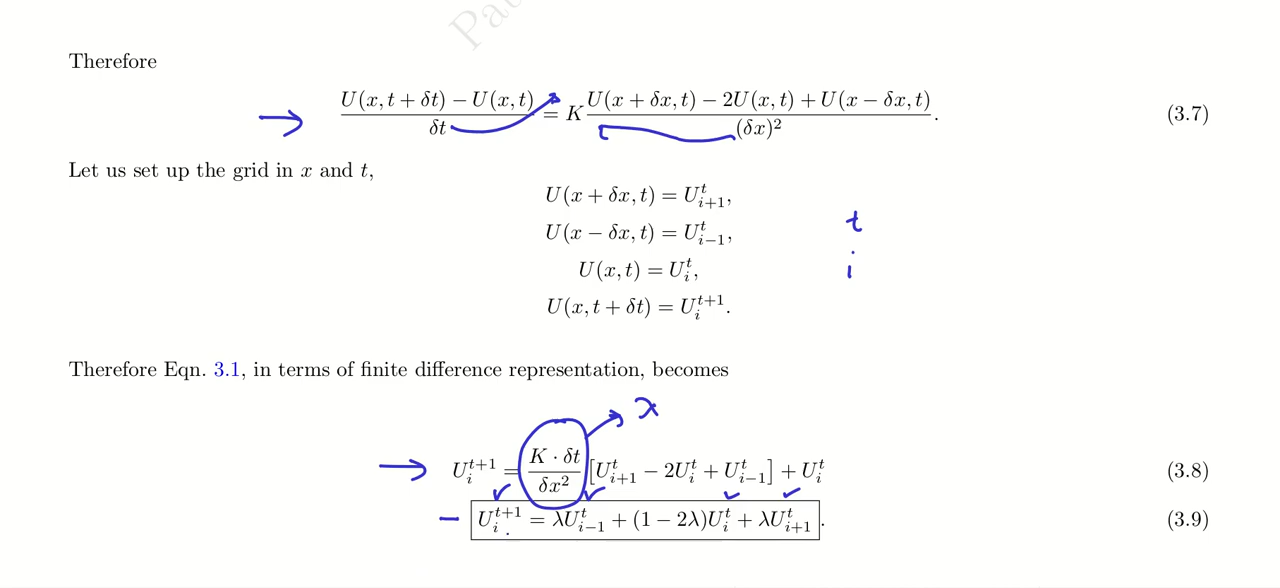 Pau
Therefore
U(x, t + δt) − U(x, t) / δt = K U(x + δx, t) − 2U(x, t) + U(x − δx, t) / (δx)². (3.7)
Let us set up the grid in x and t,
U(x + δx, t) = U^t_{i+1},
U(x − δx, t) = U^t_{i−1},
t
U(x, t) = U^t_i,
i
U(x, t + δt) = U^{t+1}_i.
Therefore Eqn. 3.1, in terms of finite difference representation, becomes
U^{t+1}_i = K · δt / δx² [U^t_{i+1} − 2U^t_i + U^t_{i−1}] + U^t_i (3.8)
U^{t+1}_i = λU^t_{i−1} + (1 − 2λ)U^t_i + λU^t_{i+1}. (3.9)